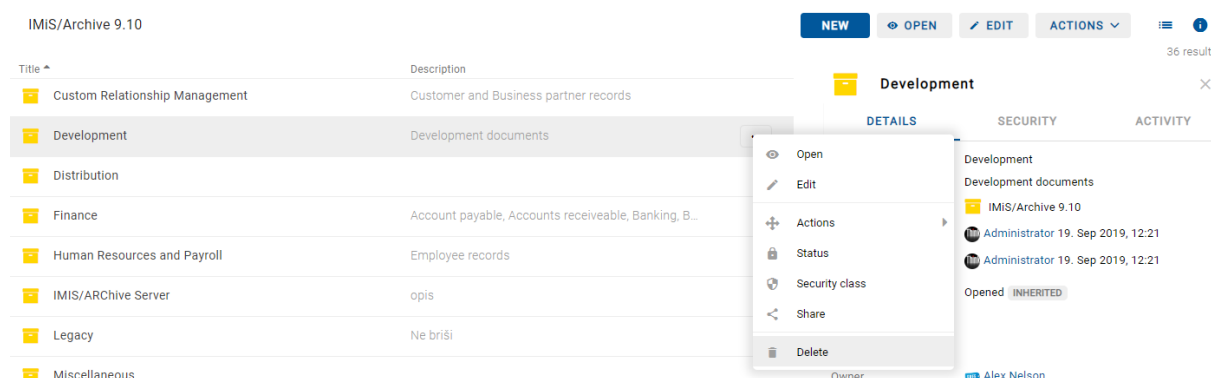 IMiS/Archive 9.10
NEW OPEN EDIT ACTIONS
36 result
Title Description
Custom Relationship Management Customer and Business partner records
Development Development documents
Distribution
Finance Account payable, Accounts receiveable, Banking, B...
Human Resources and Payroll Employee records
IMIS/ARChive Server opis
Legacy Ne briši
Miscellaneous
Open
Edit
Actions
Status
Security class
Share
Delete
Development
DETAILS SECURITY ACTIVITY
Development
Development documents
IMiS/Archive 9.10
Administrator 19. Sep 2019, 12:21
Administrator 19. Sep 2019, 12:21
Opened INHERITED
Owner Alex Nelson